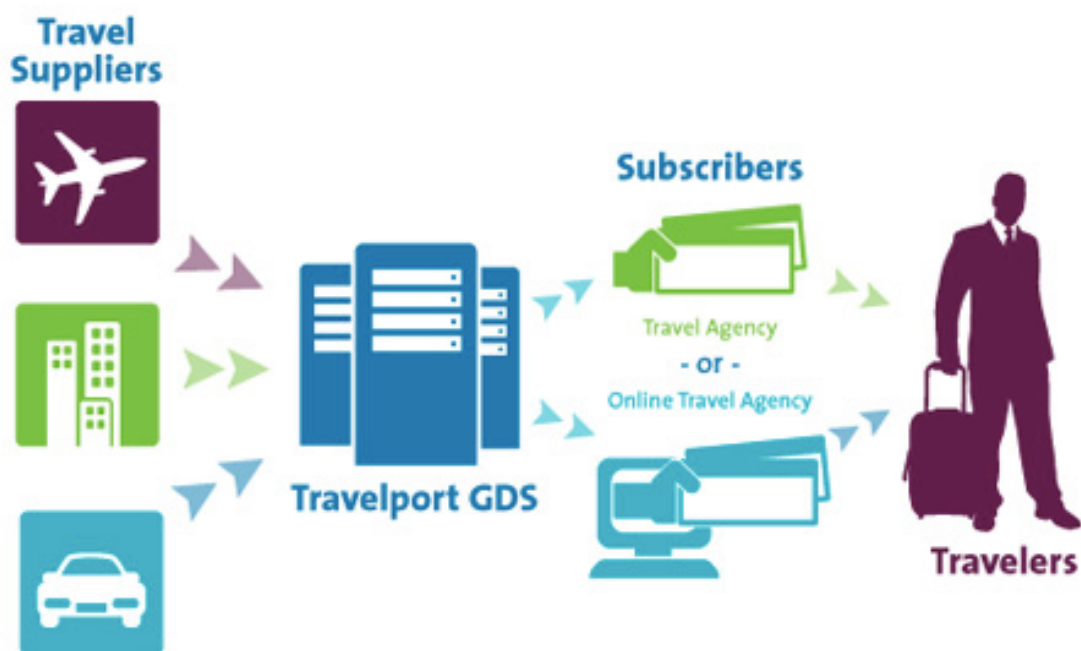 Travel
Suppliers
Subscribers
Travel Agency
- or -
Online Travel Agency
Travelport GDS
Travelers